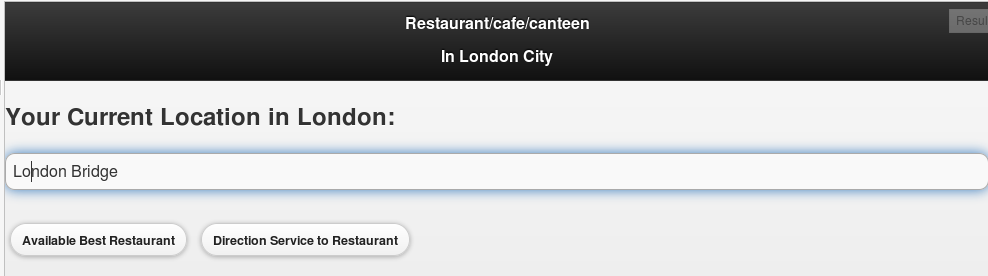 Restaurant/cafe/canteen
Resul
In London City
Your Current Location in London:
London Bridge
Available Best Restaurant
Direction Service to Restaurant